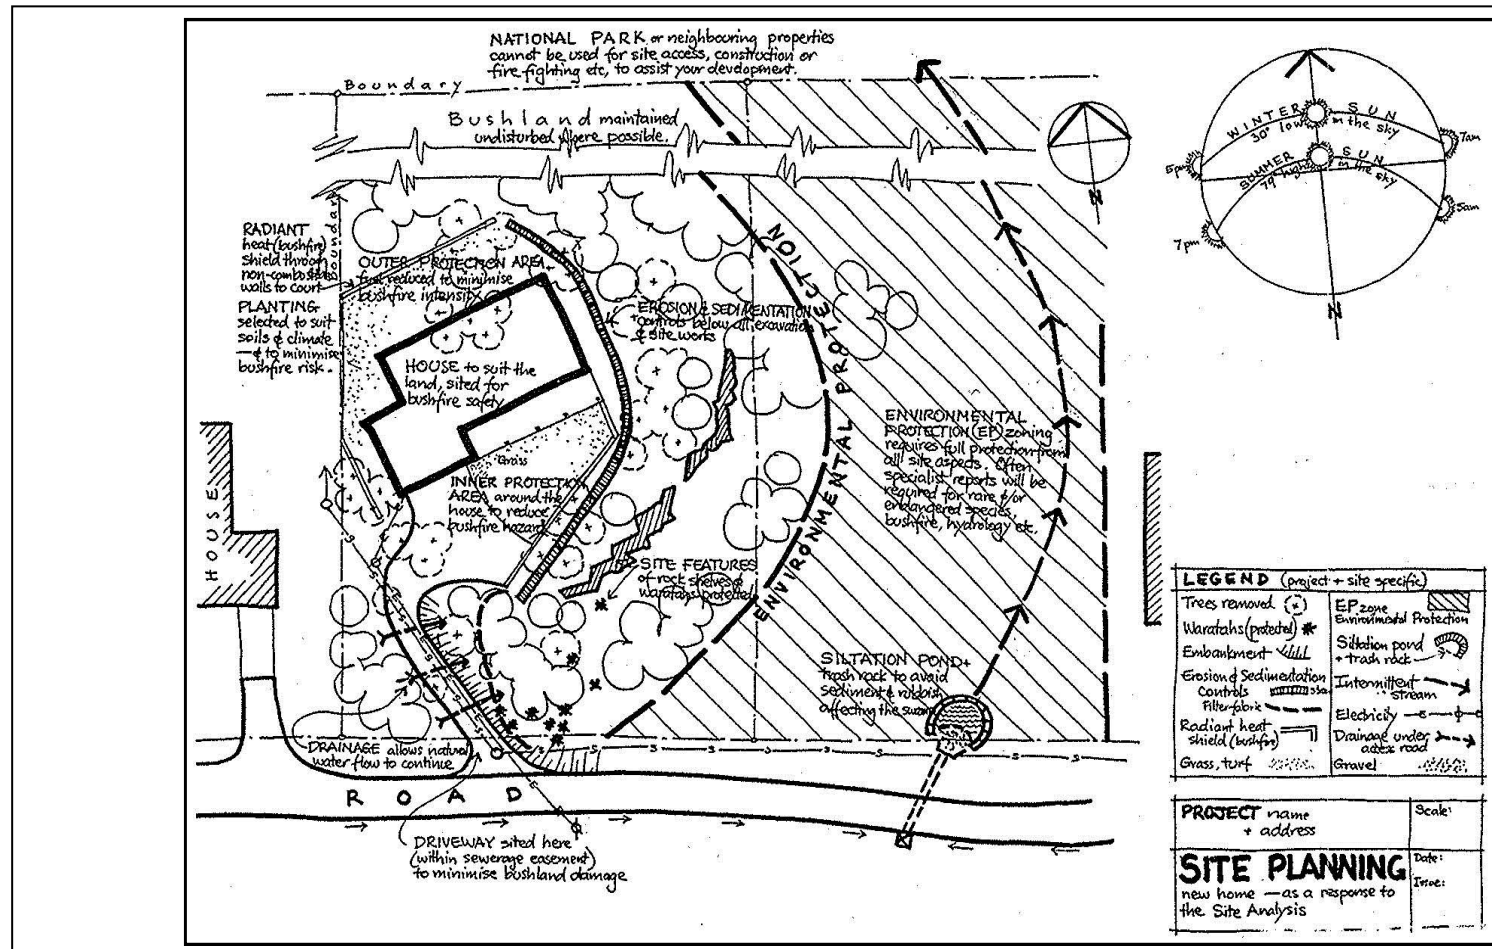 NATIONAL PARK or neighbouring properties
cannot be used for site access, construction or
fire fighting etc, to assist your development.
Boundary
Bushland maintained
undisturbed where possible.
Boundary
RADIANT
heat (bushfire)
shield through
non-combustible
walls to court
PLANTING
selected to suit
soils & climate
— & to minimise
bushfire risk.
OUTER PROTECTION AREA
fuel reduced to minimise
bushfire intensity
EROSION & SEDIMENTATION
controls below all excavation
& site works
HOUSE to suit the
land, sited for
bushfire safety
Grass
INNER PROTECTION
AREA around the
house to reduce
bushfire hazard
SITE FEATURES
of rock shelves &
waratahs protected
ENVIRONMENTAL PROTECTION
ENVIRONMENTAL
PROTECTION (EP) zoning
requires full protection from
all site aspects. Often
specialist reports will be
required for rare &/or
endangered species,
bushfire, hydrology etc.
SILTATION POND +
trash rack to avoid
sediment & rubbish
affecting the swamp
HOUSE
DRAINAGE allows natural
water flow to continue
ROAD
DRIVEWAY sited here
(within sewerage easement)
to minimise bushland damage
S S S S S S S
N
WINTER SUN
30° low in the sky
SUMMER SUN
79° high in the sky
7am
5pm
5am
7pm
N
LEGEND (project + site specific)
Trees removed
Waratahs (protected)
Embankment
Erosion & Sedimentation
Controls
Filterfabric
Radiant heat
shield (bushfire)
Grass, turf
EP zone
Environmental Protection
Siltation pond
+ trash rack
Intermittent
stream
Electricity
Drainage under
access road
Gravel
PROJECT name
+ address
Scale:
SITE PLANNING
new home — as a response to
the Site Analysis
Date:
Issue: